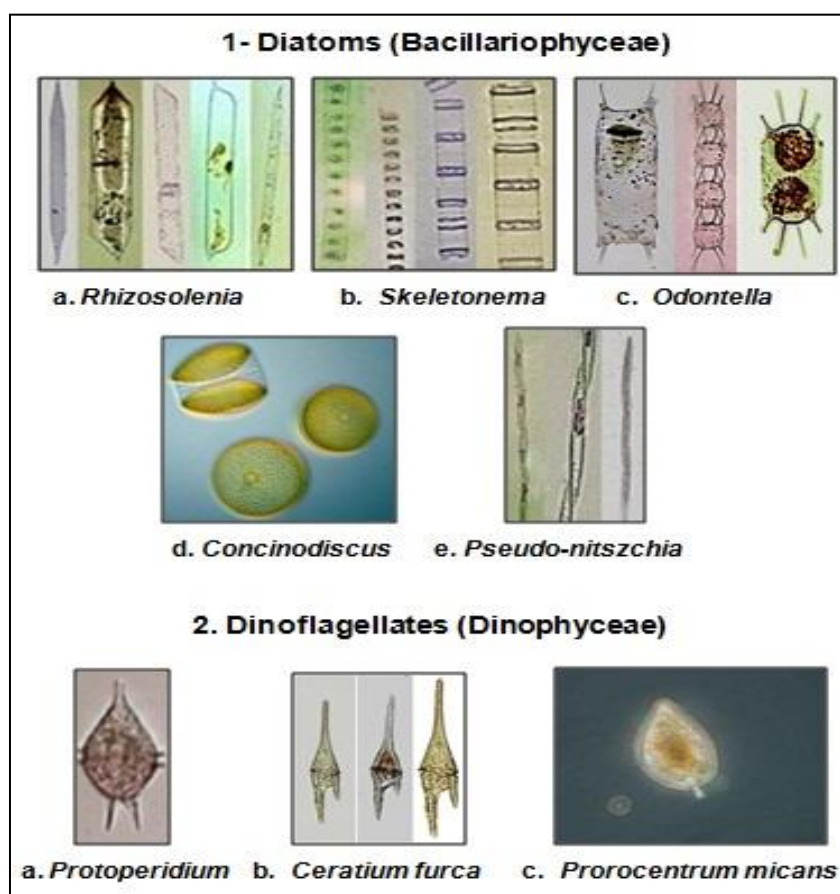 1- Diatoms (Bacillariophyceae)
a. Rhizosolenia b. Skeletonema c. Odontella
d. Concinodiscus e. Pseudo-nitszchia
2. Dinoflagellates (Dinophyceae)
a. Protoperidium b. Ceratium furca c. Prorocentrum micans